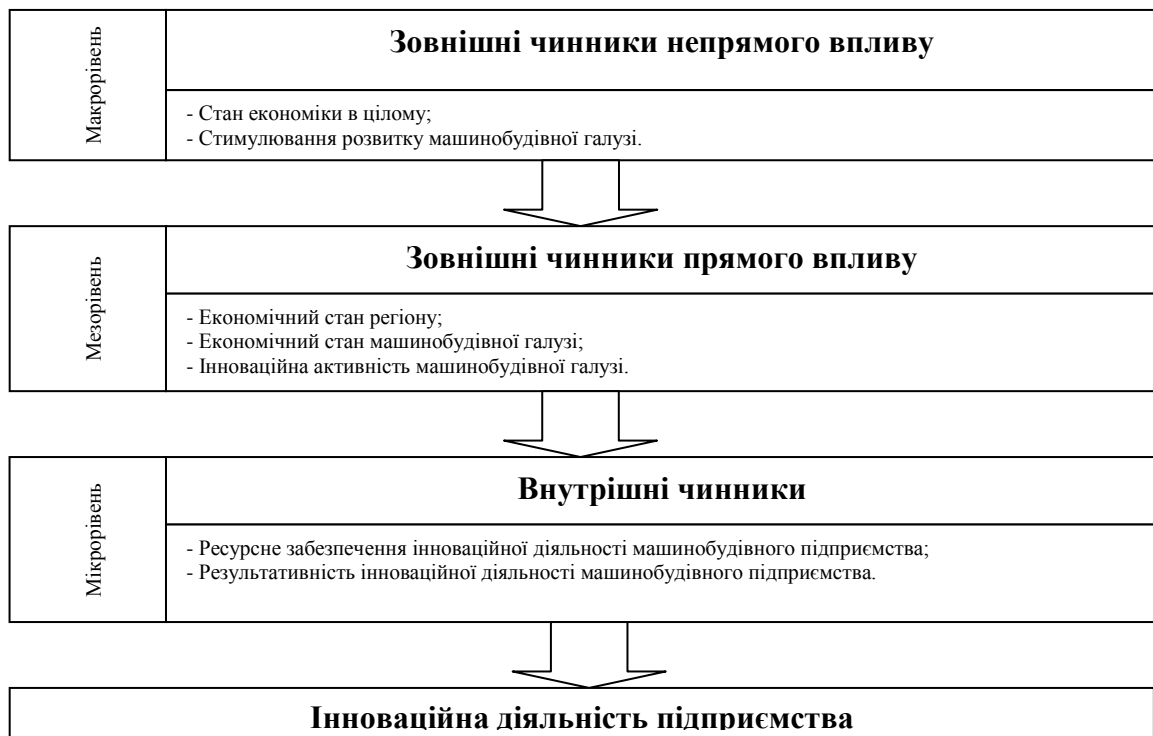 Макрорівень
Зовнішні чинники непрямого впливу
- Стан економіки в цілому;
- Стимулювання розвитку машинобудівної галузі.
Мезорівень
Зовнішні чинники прямого впливу
- Економічний стан регіону;
- Економічний стан машинобудівної галузі;
- Інноваційна активність машинобудівної галузі.
Мікрорівень
Внутрішні чинники
- Ресурсне забезпечення інноваційної діяльності машинобудівного підприємства;
- Результативність інноваційної діяльності машинобудівного підприємства.
Інноваційна діяльність підприємства